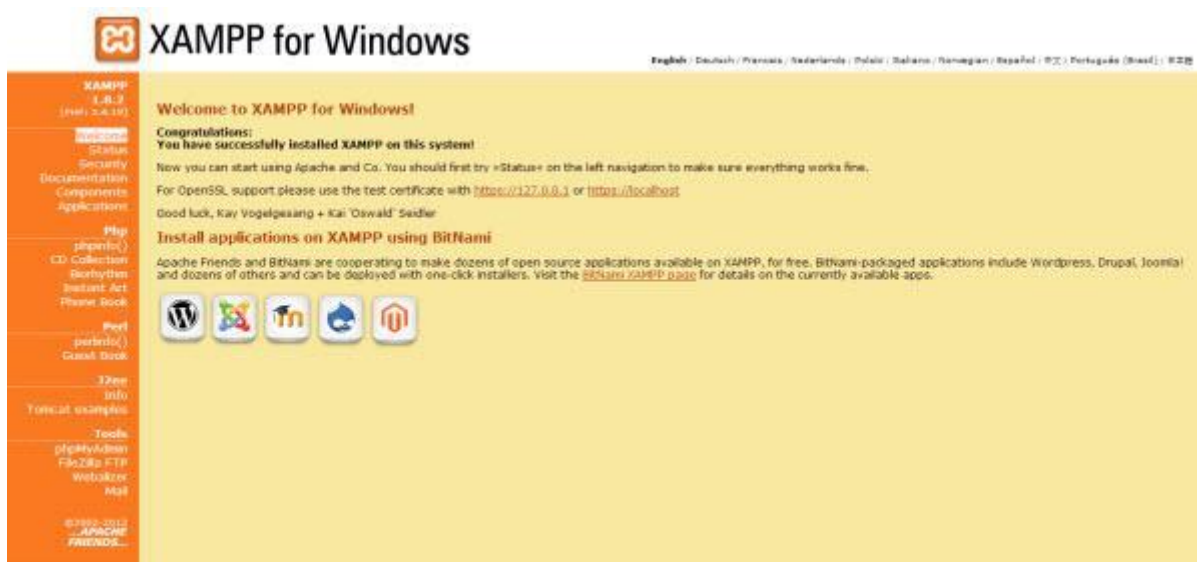 XAMPP for Windows
English / Deutsch / Francais / Nederlands / Polski / Italiano / Norwegian / Español / 中文 / Português (Brasil) / 日本語
XAMPP
1.8.2
Welcome
Status
Security
Documentation
Components
Applications
Php
phpinfo()
CD Collection
Biorhythm
Instant Art
Phone Book
Perl
perlinfo()
Guest Book
J2ee
Info
Tomcat examples
Tools
phpMyAdmin
FileZilla FTP
Webalizer
Mail
©2002-2013
...APACHE
FRIENDS...
Welcome to XAMPP for Windows!
Congratulations:
You have successfully installed XAMPP on this system!
Now you can start using Apache and Co. You should first try »Status« on the left navigation to make sure everything works fine.
For OpenSSL support please use the test certificate with https://127.0.0.1 or https://localhost
Good luck, Kay Vogelgesang + Kai 'Oswald' Seidler
Install applications on XAMPP using BitNami
Apache Friends and BitNami are cooperating to make dozens of open source applications available on XAMPP, for free. BitNami-packaged applications include Wordpress, Drupal, Joomla!
and dozens of others and can be deployed with one-click installers. Visit the BitNami XAMPP page for details on the currently available apps.